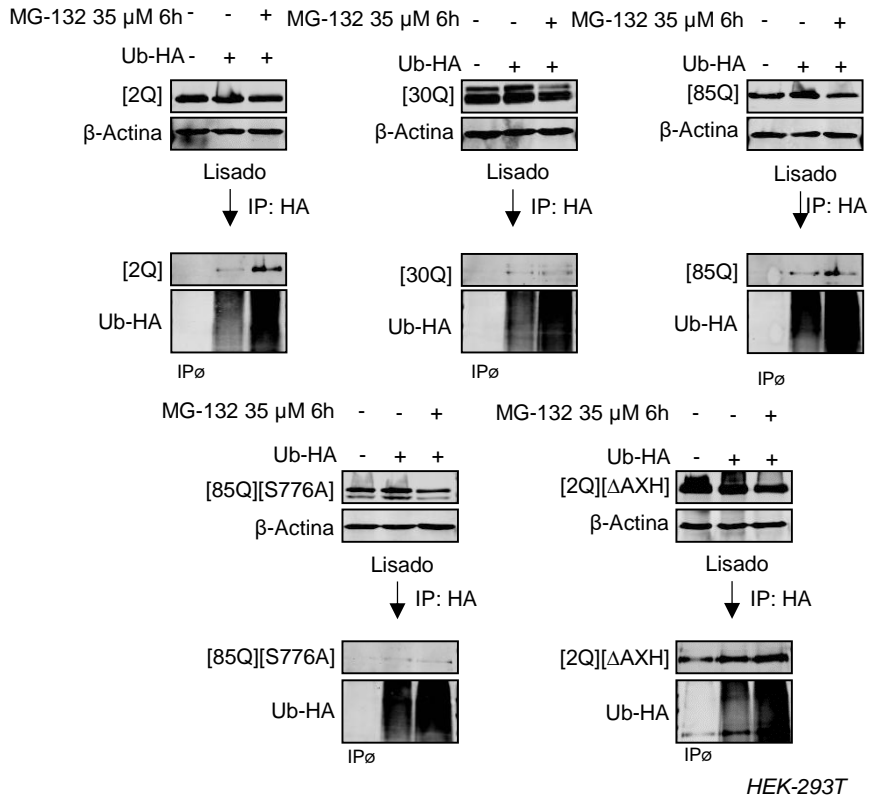 MG-132 35 µM 6h - - +
Ub-HA - + +
[2Q]
β-Actina
Lisado
IP: HA
[2Q]
Ub-HA
IPø
MG-132 35 µM 6h - - +
Ub-HA - + +
[30Q]
β-Actina
Lisado
IP: HA
[30Q]
Ub-HA
MG-132 35 µM 6h - - +
Ub-HA - + +
[85Q]
β-Actina
Lisado
IP: HA
[85Q]
Ub-HA
IPø
MG-132 35 µM 6h - - +
Ub-HA - + +
[85Q][S776A]
β-Actina
Lisado
IP: HA
[85Q][S776A]
Ub-HA
IPø
MG-132 35 µM 6h - - +
Ub-HA - + +
[2Q][ΔAXH]
β-Actina
Lisado
IP: HA
[2Q][ΔAXH]
Ub-HA
IPø
HEK-293T